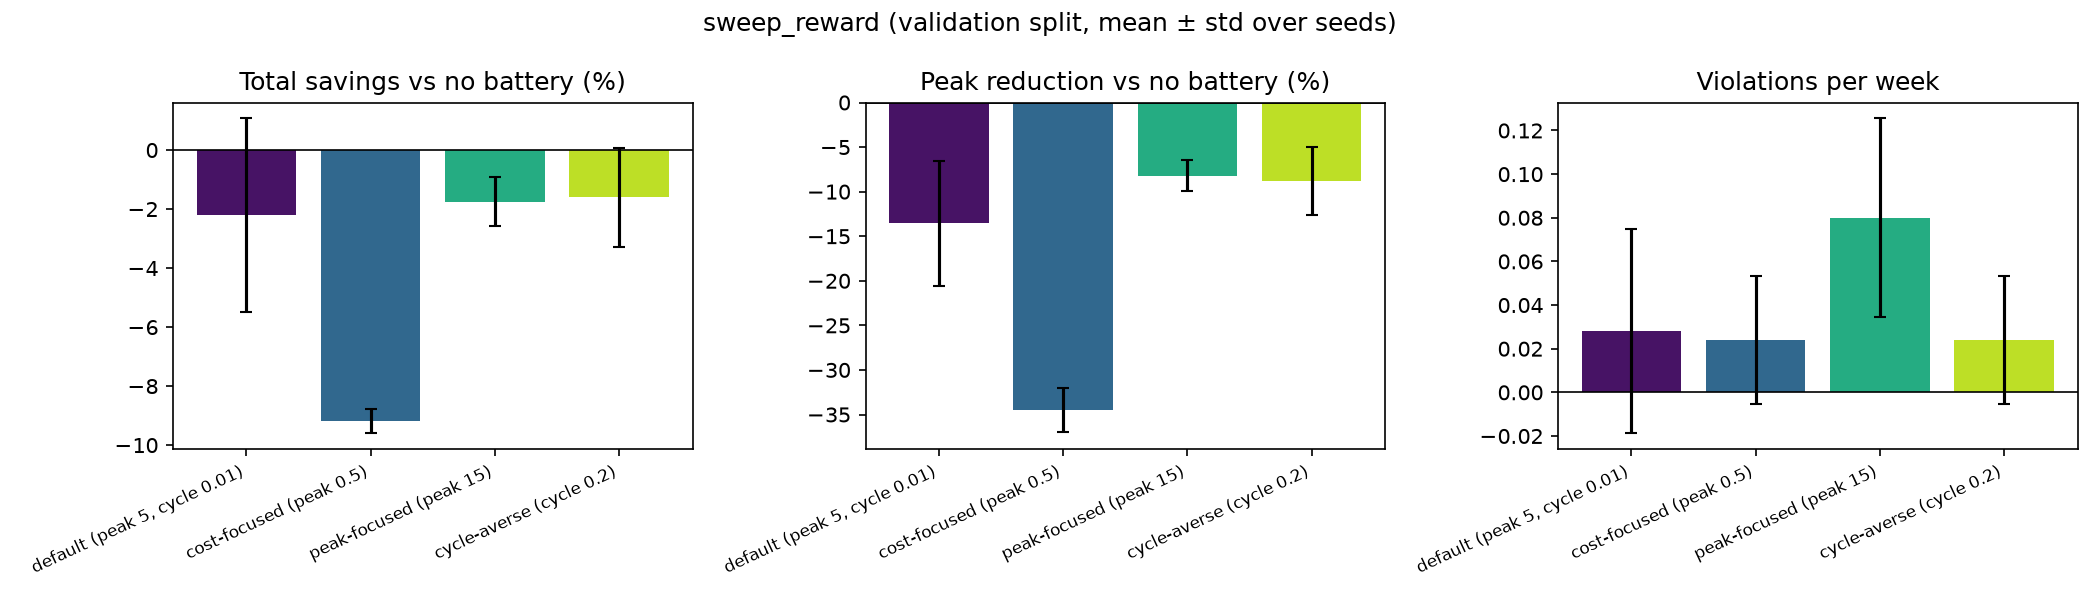 sweep_reward (validation split, mean ± std over seeds)
Total savings vs no battery (%)
0
−2
−4
−6
−8
−10
default (peak 5, cycle 0.01)
cost-focused (peak 0.5)
peak-focused (peak 15)
cycle-averse (cycle 0.2)
Peak reduction vs no battery (%)
0
−5
−10
−15
−20
−25
−30
−35
default (peak 5, cycle 0.01)
cost-focused (peak 0.5)
peak-focused (peak 15)
cycle-averse (cycle 0.2)
Violations per week
0.12
0.10
0.08
0.06
0.04
0.02
0.00
−0.02
default (peak 5, cycle 0.01)
cost-focused (peak 0.5)
peak-focused (peak 15)
cycle-averse (cycle 0.2)